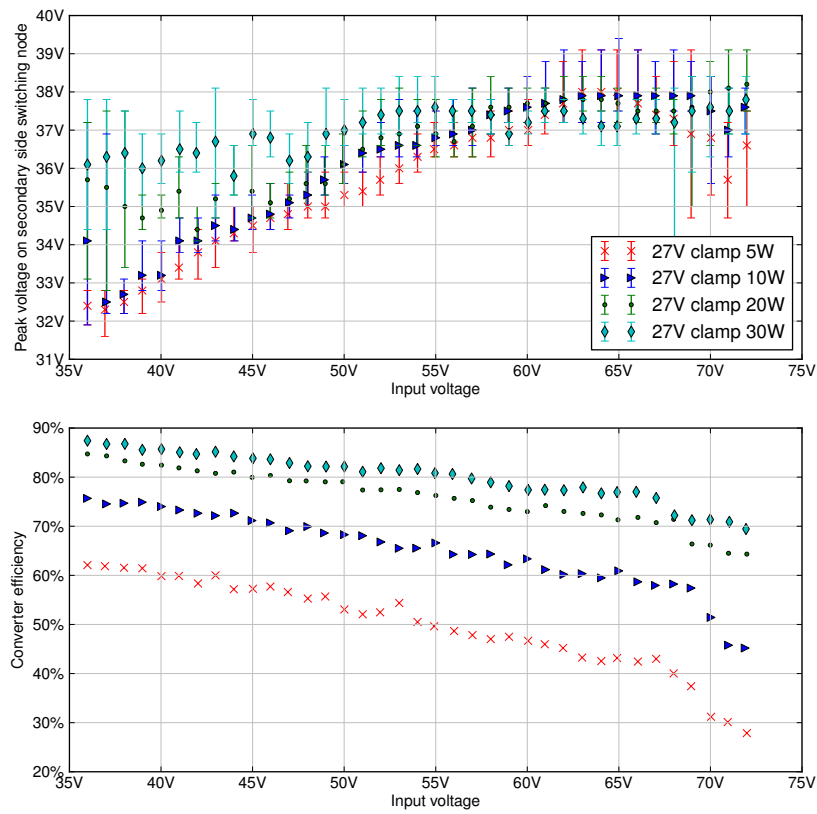 40V
39V
38V
37V
36V
35V
34V
33V
32V
31V
Peak voltage on secondary side switching node
27V clamp 5W
27V clamp 10W
27V clamp 20W
27V clamp 30W
35V 40V 45V 50V 55V 60V 65V 70V 75V
Input voltage
90%
80%
70%
60%
50%
40%
30%
20%
Converter efficiency
35V 40V 45V 50V 55V 60V 65V 70V 75V
Input voltage